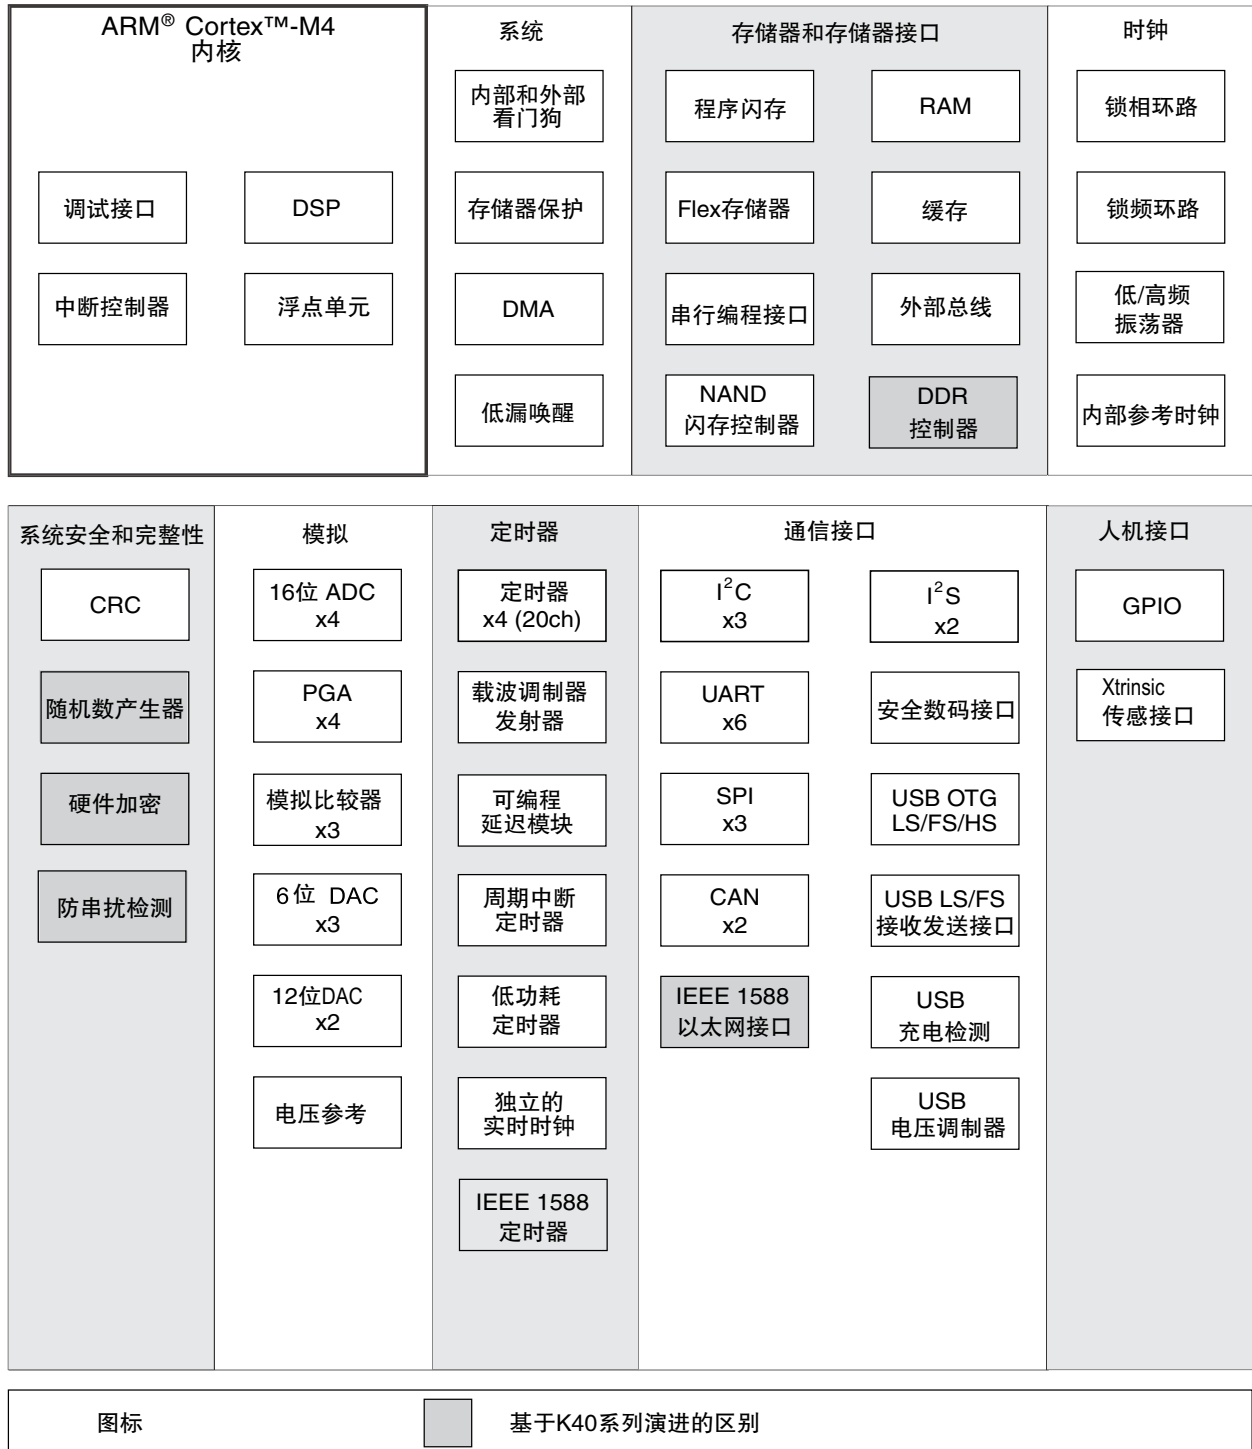 ARM® Cortex™-M4
内核
调试接口
DSP
中断控制器
浮点单元
系统
内部和外部
看门狗
存储器保护
DMA
低漏唤醒
存储器和存储器接口
程序闪存
RAM
Flex存储器
缓存
串行编程接口
外部总线
NAND
闪存控制器
DDR
控制器
时钟
锁相环路
锁频环路
低/高频
振荡器
内部参考时钟
系统安全和完整性
CRC
随机数产生器
硬件加密
防串扰检测
模拟
16位 ADC
x4
PGA
x4
模拟比较器
x3
6位 DAC
x3
12位DAC
x2
电压参考
定时器
定时器
x4 (20ch)
载波调制器
发射器
可编程
延迟模块
周期中断
定时器
低功耗
定时器
独立的
实时时钟
IEEE 1588
定时器
通信接口
I²C
x3
I²S
x2
UART
x6
安全数码接口
SPI
x3
USB OTG
LS/FS/HS
CAN
x2
USB LS/FS
接收发送接口
IEEE 1588
以太网接口
USB
充电检测
USB
电压调制器
人机接口
GPIO
Xtrinsic
传感接口
图标
基于K40系列演进的区别